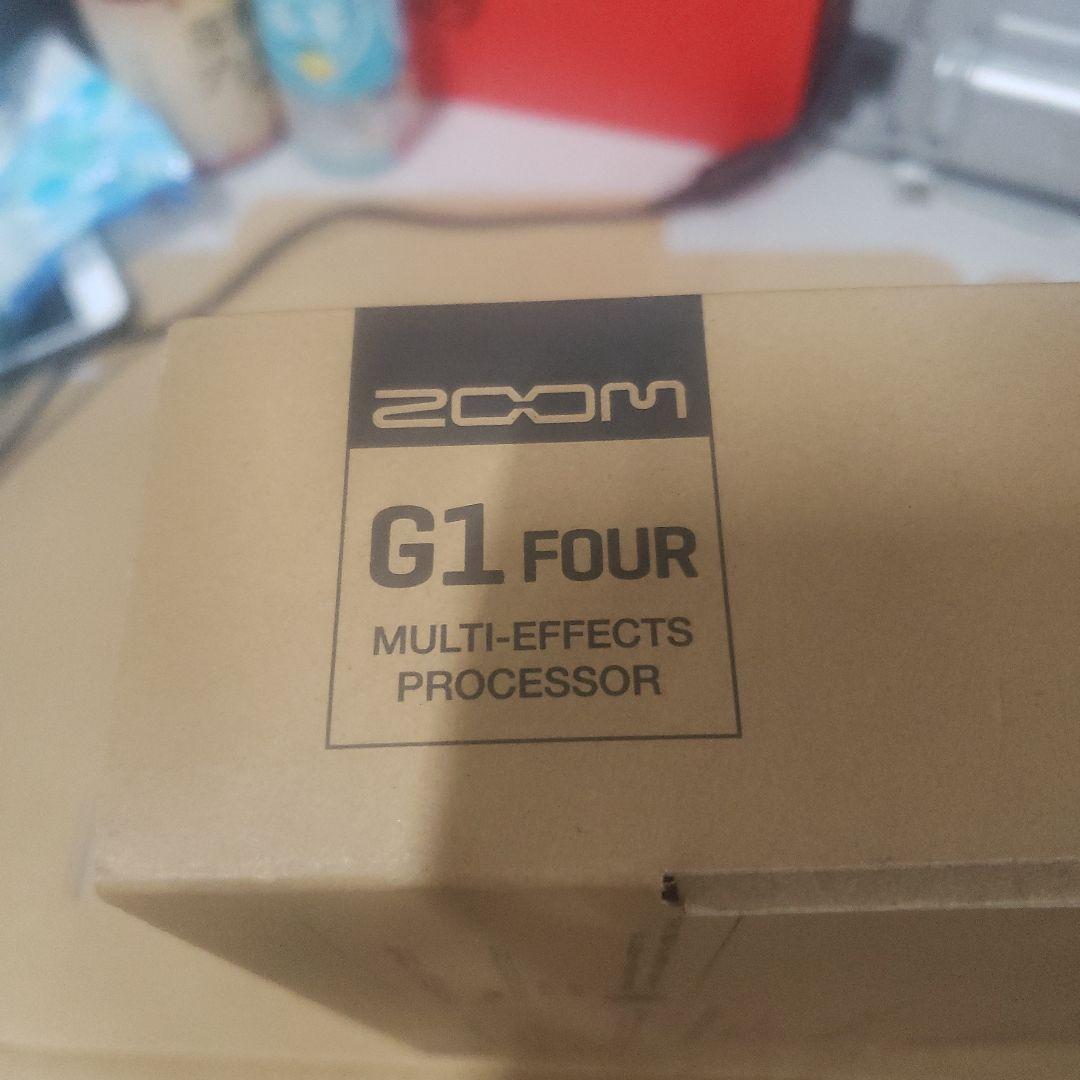 ZOOM
G1 FOUR
MULTI-EFFECTS
PROCESSOR